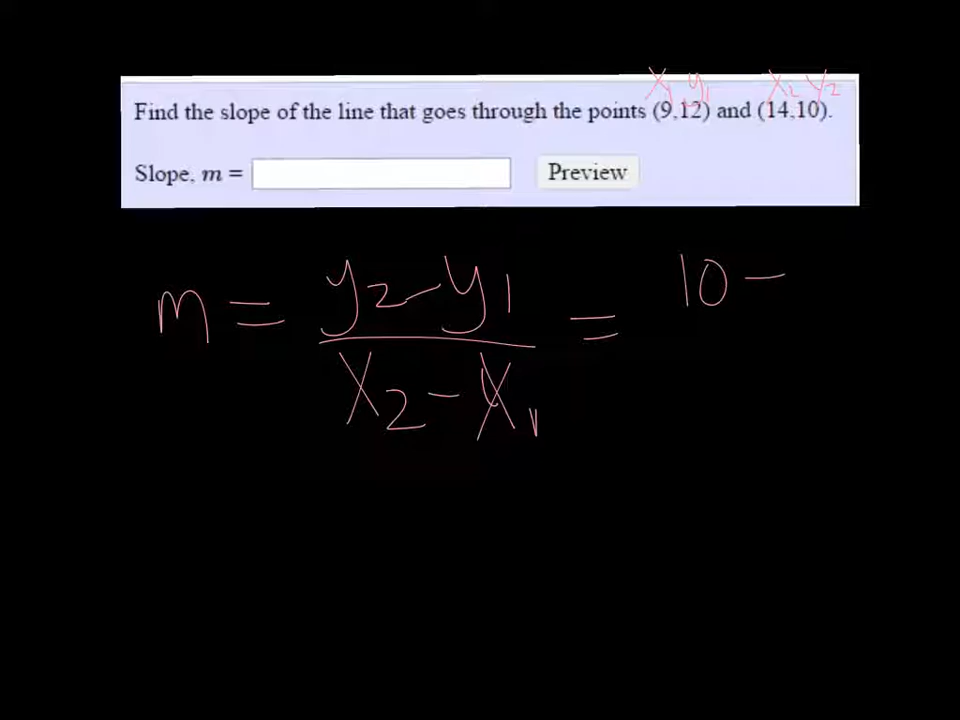 x₁ y₁ x₂ y₂
Find the slope of the line that goes through the points (9,12) and (14,10).
Slope, m = Preview
m = y₂ - y₁ = 10 -
x₂ - x₁